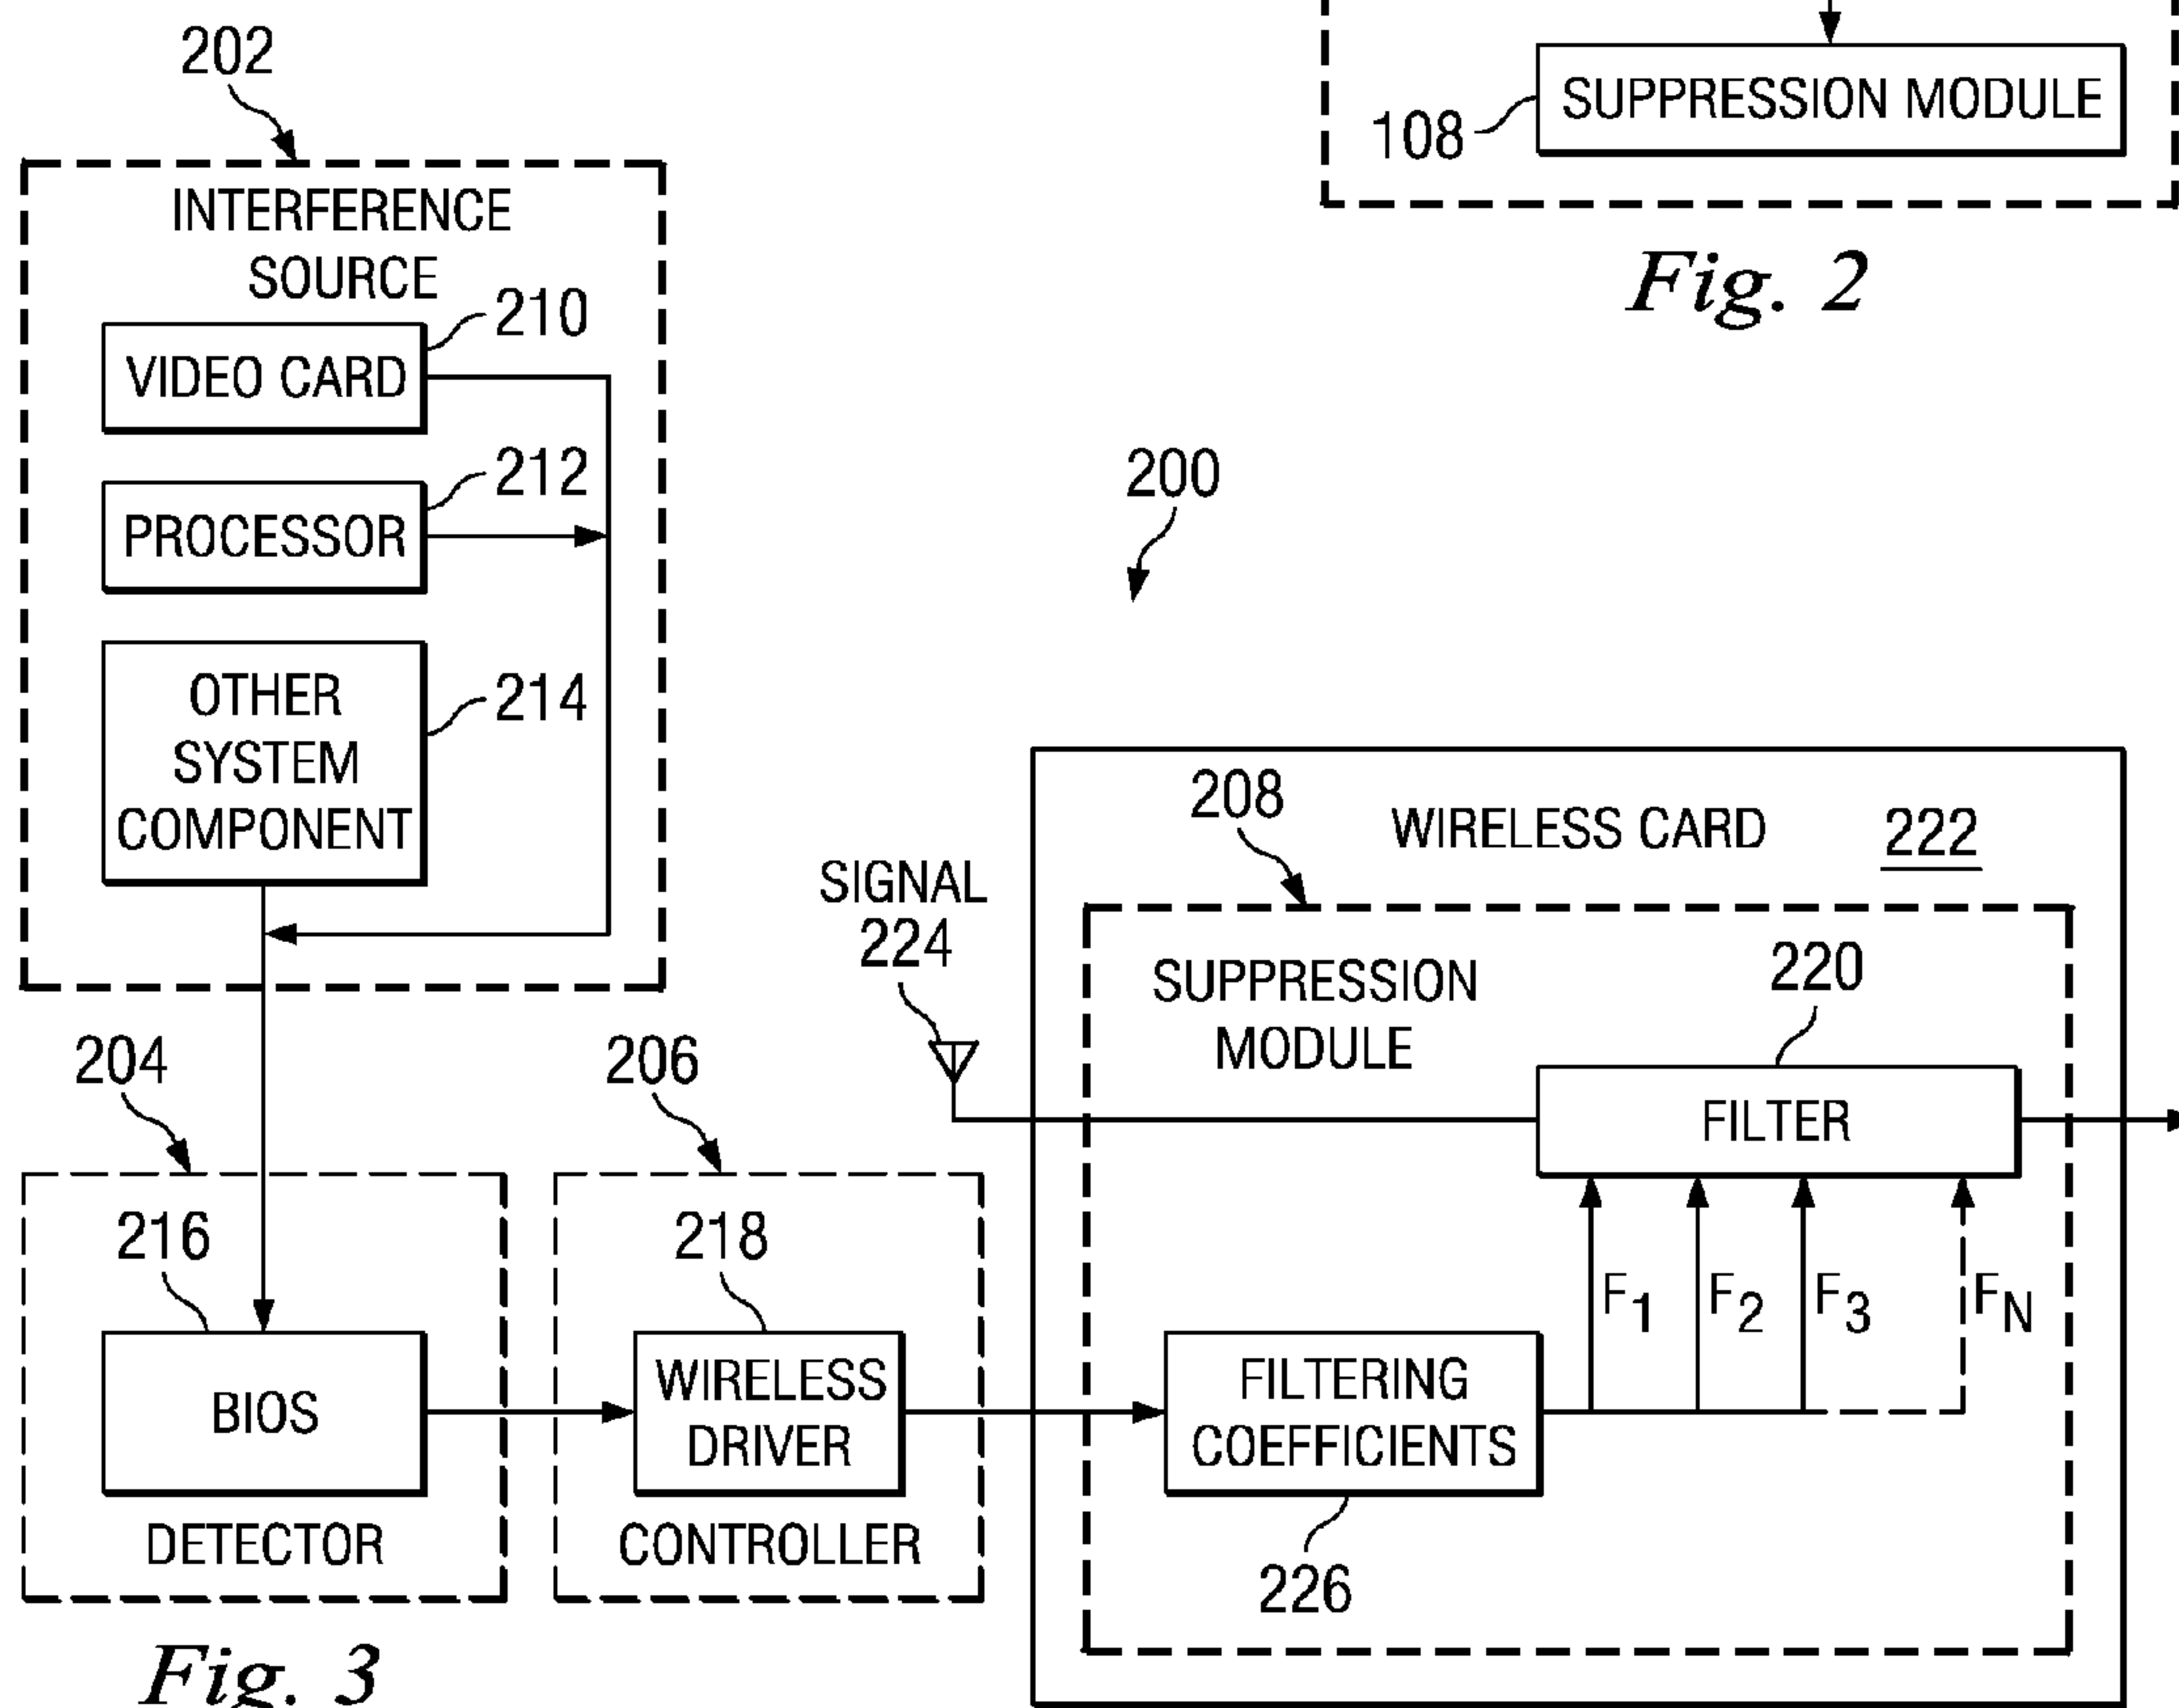 SUPPRESSION MODULE
108
Fig. 2
202
INTERFERENCE
SOURCE
210
VIDEO CARD
212
PROCESSOR
214
OTHER
SYSTEM
COMPONENT
200
208
WIRELESS CARD 222
SIGNAL
224
SUPPRESSION
MODULE
220
FILTER
204
206
216
218
F1 F2 F3 FN
BIOS
WIRELESS
DRIVER
FILTERING
COEFFICIENTS
DETECTOR
CONTROLLER
226
Fig. 3